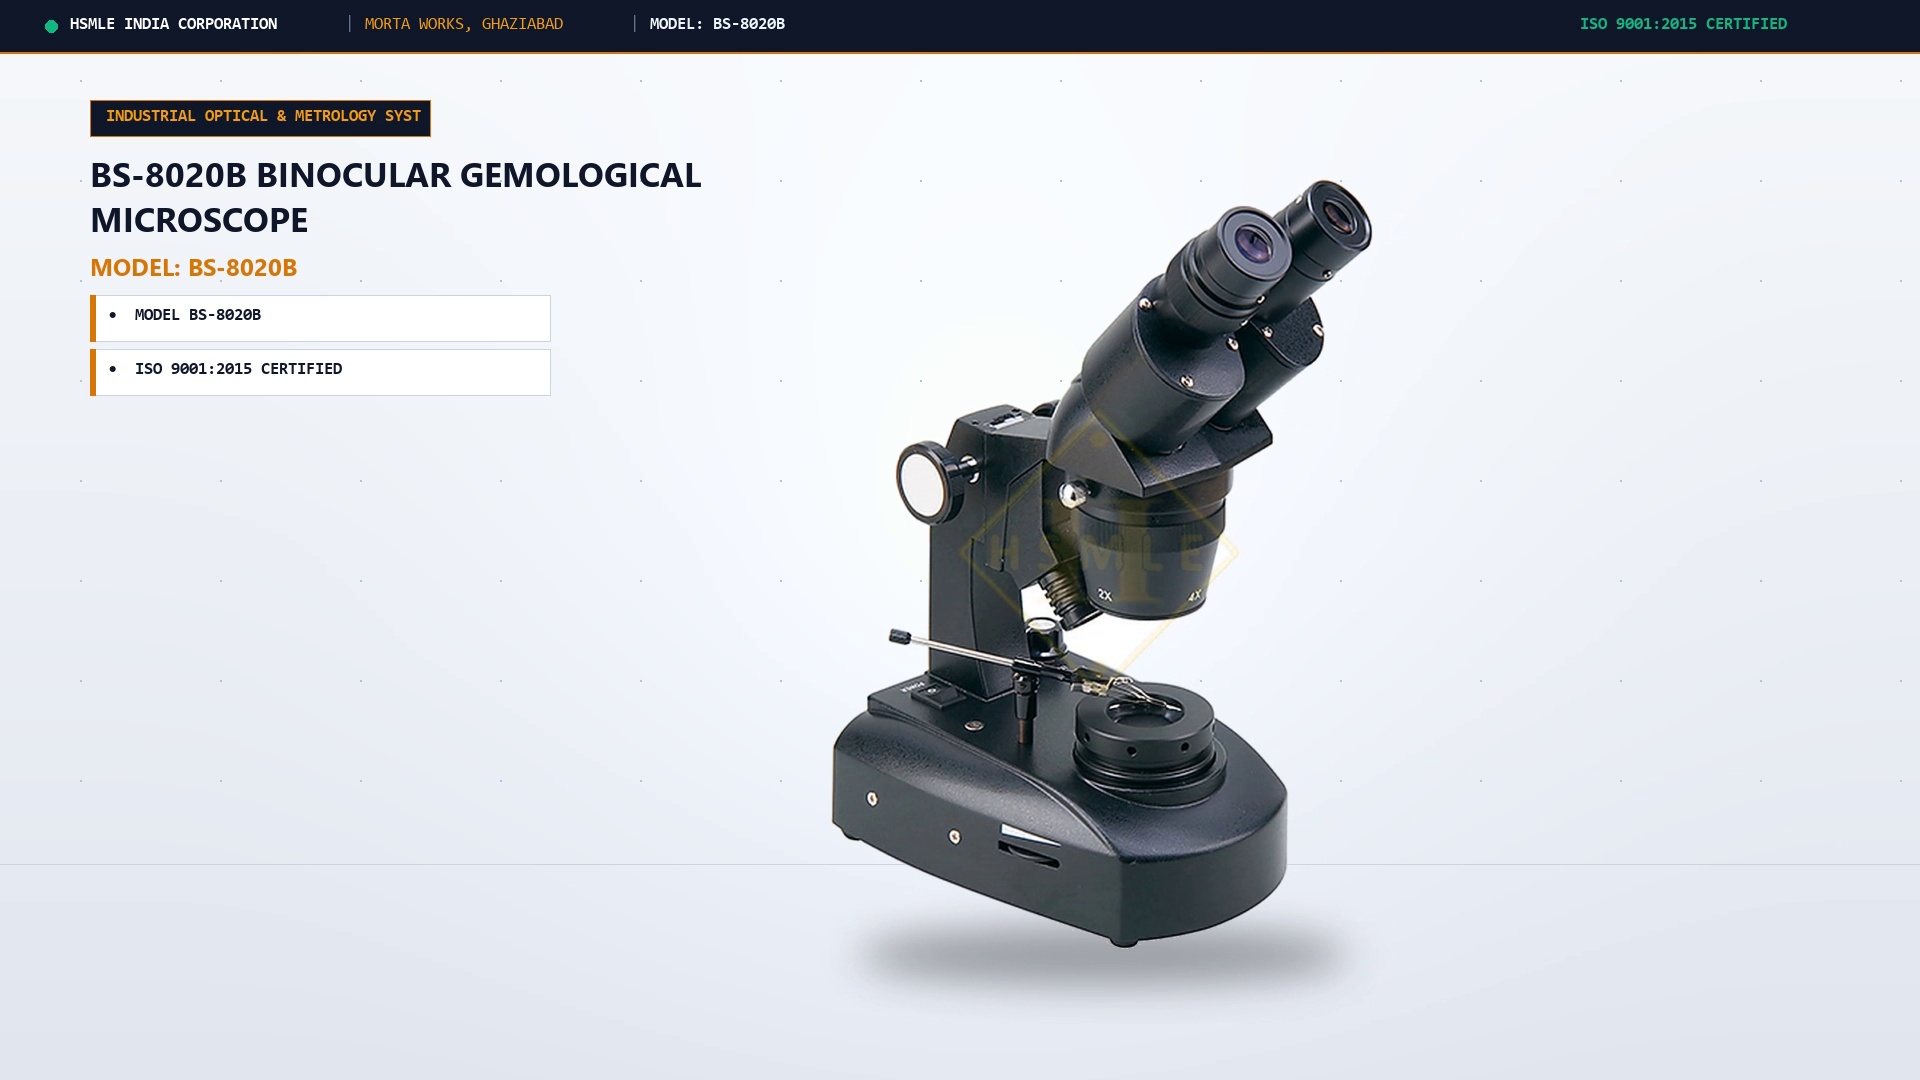 HSMLE INDIA CORPORATION
MORTA WORKS, GHAZIABAD
MODEL: BS-8020B
ISO 9001:2015 CERTIFIED
INDUSTRIAL OPTICAL & METROLOGY SYST
BS-8020B BINOCULAR GEMOLOGICAL
MICROSCOPE
MODEL: BS-8020B
• MODEL BS-8020B
• ISO 9001:2015 CERTIFIED
HSMLE
2X
4X
POWER